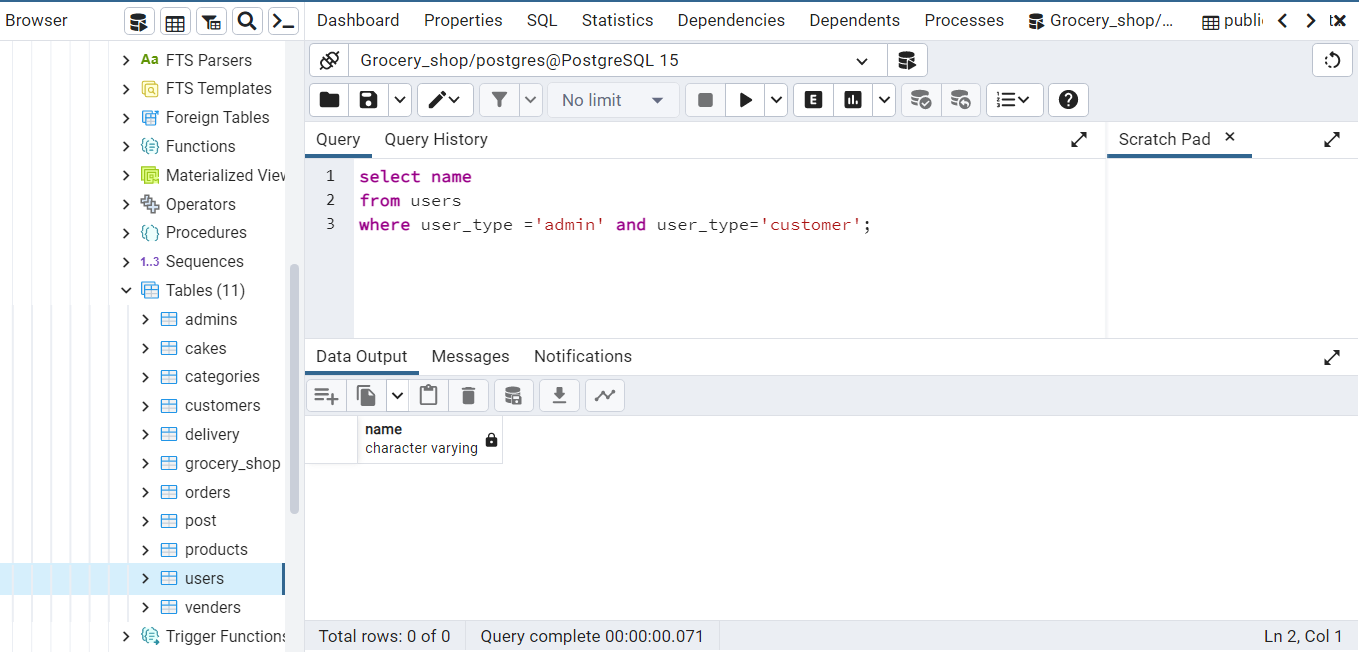 Browser
Dashboard Properties SQL Statistics Dependencies Dependents Processes Grocery_shop/... publi
Grocery_shop/postgres@PostgreSQL 15
No limit
E
Query Query History
Scratch Pad
1 select name
2 from users
3 where user_type ='admin' and user_type='customer';
Aa FTS Parsers
FTS Templates
Foreign Tables
Functions
Materialized View
Operators
Procedures
1..3 Sequences
Tables (11)
admins
cakes
categories
customers
delivery
grocery_shop
orders
post
products
users
venders
Trigger Functions
Data Output Messages Notifications
name
character varying
Total rows: 0 of 0 Query complete 00:00:00.071 Ln 2, Col 1